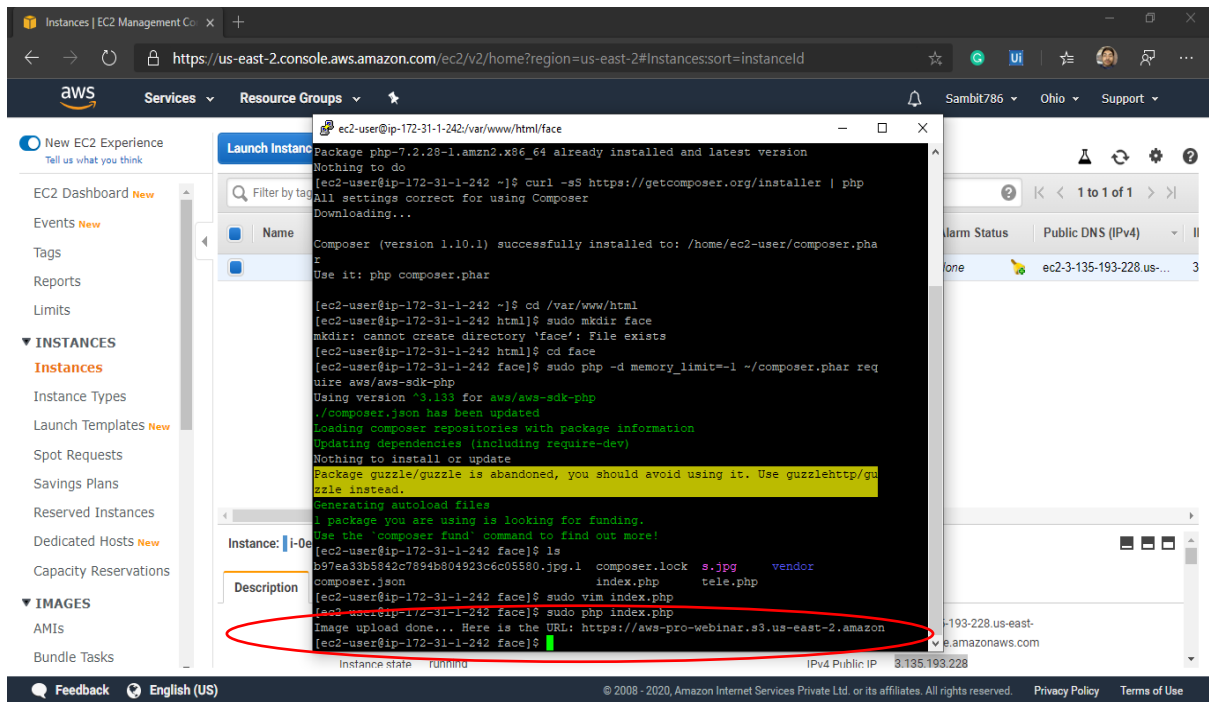 Instances | EC2 Management Co
https://us-east-2.console.aws.amazon.com/ec2/v2/home?region=us-east-2#Instances:sort=instanceId
aws
Services
Resource Groups
Sambit786
Ohio
Support
New EC2 Experience
Tell us what you think
EC2 Dashboard New
Events New
Tags
Reports
Limits
INSTANCES
Instances
Instance Types
Launch Templates New
Spot Requests
Savings Plans
Reserved Instances
Dedicated Hosts New
Capacity Reservations
IMAGES
AMIs
Bundle Tasks
Launch Instanc
Filter by tag
1 to 1 of 1
Name
Alarm Status
Public DNS (IPv4)
ec2-3-135-193-228.us-...
3
ec2-user@ip-172-31-1-242:/var/www/html/face
Package php-7.2.28-1.amzn2.x86_64 already installed and latest version
Nothing to do
[ec2-user@ip-172-31-1-242 ~]$ curl -sS https://getcomposer.org/installer | php
All settings correct for using Composer
Downloading...
Composer (version 1.10.1) successfully installed to: /home/ec2-user/composer.pha
r
Use it: php composer.phar
[ec2-user@ip-172-31-1-242 ~]$ cd /var/www/html
[ec2-user@ip-172-31-1-242 html]$ sudo mkdir face
mkdir: cannot create directory ‘face’: File exists
[ec2-user@ip-172-31-1-242 html]$ cd face
[ec2-user@ip-172-31-1-242 face]$ sudo php -d memory_limit=-1 ~/composer.phar req
uire aws/aws-sdk-php
Using version ^3.133 for aws/aws-sdk-php
./composer.json has been updated
Loading composer repositories with package information
Updating dependencies (including require-dev)
Nothing to install or update
Package guzzle/guzzle is abandoned, you should avoid using it. Use guzzlehttp/gu
zzle instead.
Generating autoload files
1 package you are using is looking for funding.
Use the `composer fund` command to find out more!
[ec2-user@ip-172-31-1-242 face]$ ls
b97ea33b5842c7894b804923c6c05580.jpg.1 composer.lock s.jpg vendor
composer.json index.php tele.php
[ec2-user@ip-172-31-1-242 face]$ sudo vim index.php
[ec2-user@ip-172-31-1-242 face]$ sudo php index.php
Image upload done... Here is the URL: https://aws-pro-webinar.s3.us-east-2.amazon
[ec2-user@ip-172-31-1-242 face]$
Instance: i-0e
Description
-193-228.us-east-
e.amazonaws.com
Instance state running
IPv4 Public IP 3.135.193.228
Feedback
English (US)
© 2008 - 2020, Amazon Internet Services Private Ltd. or its affiliates. All rights reserved.
Privacy Policy
Terms of Use